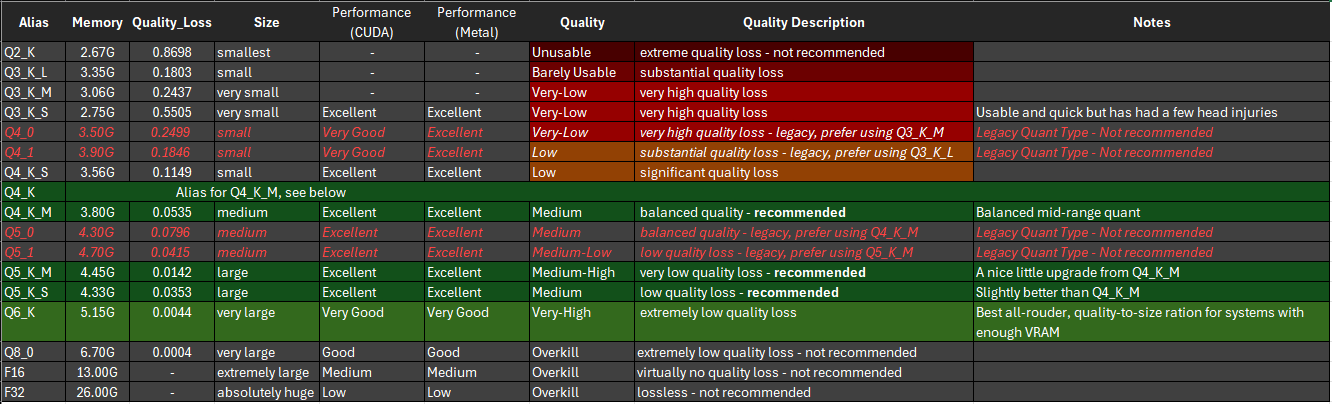 Alias Memory Quality_Loss Size Performance (CUDA) Performance (Metal) Quality Quality Description Notes
Q2_K 2.67G 0.8698 smallest - - Unusable extreme quality loss - not recommended
Q3_K_L 3.35G 0.1803 small - - Barely Usable substantial quality loss
Q3_K_M 3.06G 0.2437 very small - - Very-Low very high quality loss
Q3_K_S 2.75G 0.5505 very small Excellent Excellent Very-Low very high quality loss Usable and quick but has had a few head injuries
Q4_0 3.50G 0.2499 small Very Good Excellent Very-Low very high quality loss - legacy, prefer using Q3_K_M Legacy Quant Type - Not recommended
Q4_1 3.90G 0.1846 small Very Good Excellent Low substantial quality loss - legacy, prefer using Q3_K_L Legacy Quant Type - Not recommended
Q4_K_S 3.56G 0.1149 small Excellent Excellent Low significant quality loss
Q4_K Alias for Q4_K_M, see below
Q4_K_M 3.80G 0.0535 medium Excellent Excellent Medium balanced quality - recommended Balanced mid-range quant
Q5_0 4.30G 0.0796 medium Excellent Excellent Medium balanced quality - legacy, prefer using Q4_K_M Legacy Quant Type - Not recommended
Q5_1 4.70G 0.0415 medium Excellent Excellent Medium-Low low quality loss - legacy, prefer using Q5_K_M Legacy Quant Type - Not recommended
Q5_K_M 4.45G 0.0142 large Excellent Excellent Medium-High very low quality loss - recommended A nice little upgrade from Q4_K_M
Q5_K_S 4.33G 0.0353 large Excellent Excellent Medium low quality loss - recommended Slightly better than Q4_K_M
Q6_K 5.15G 0.0044 very large Very Good Very Good Very-High extremely low quality loss Best all-rouder, quality-to-size ration for systems with
enough VRAM
Q8_0 6.70G 0.0004 very large Good Good Overkill extremely low quality loss - not recommended
F16 13.00G - extremely large Medium Medium Overkill virtually no quality loss - not recommended
F32 26.00G - absolutely huge Low Low Overkill lossless - not recommended